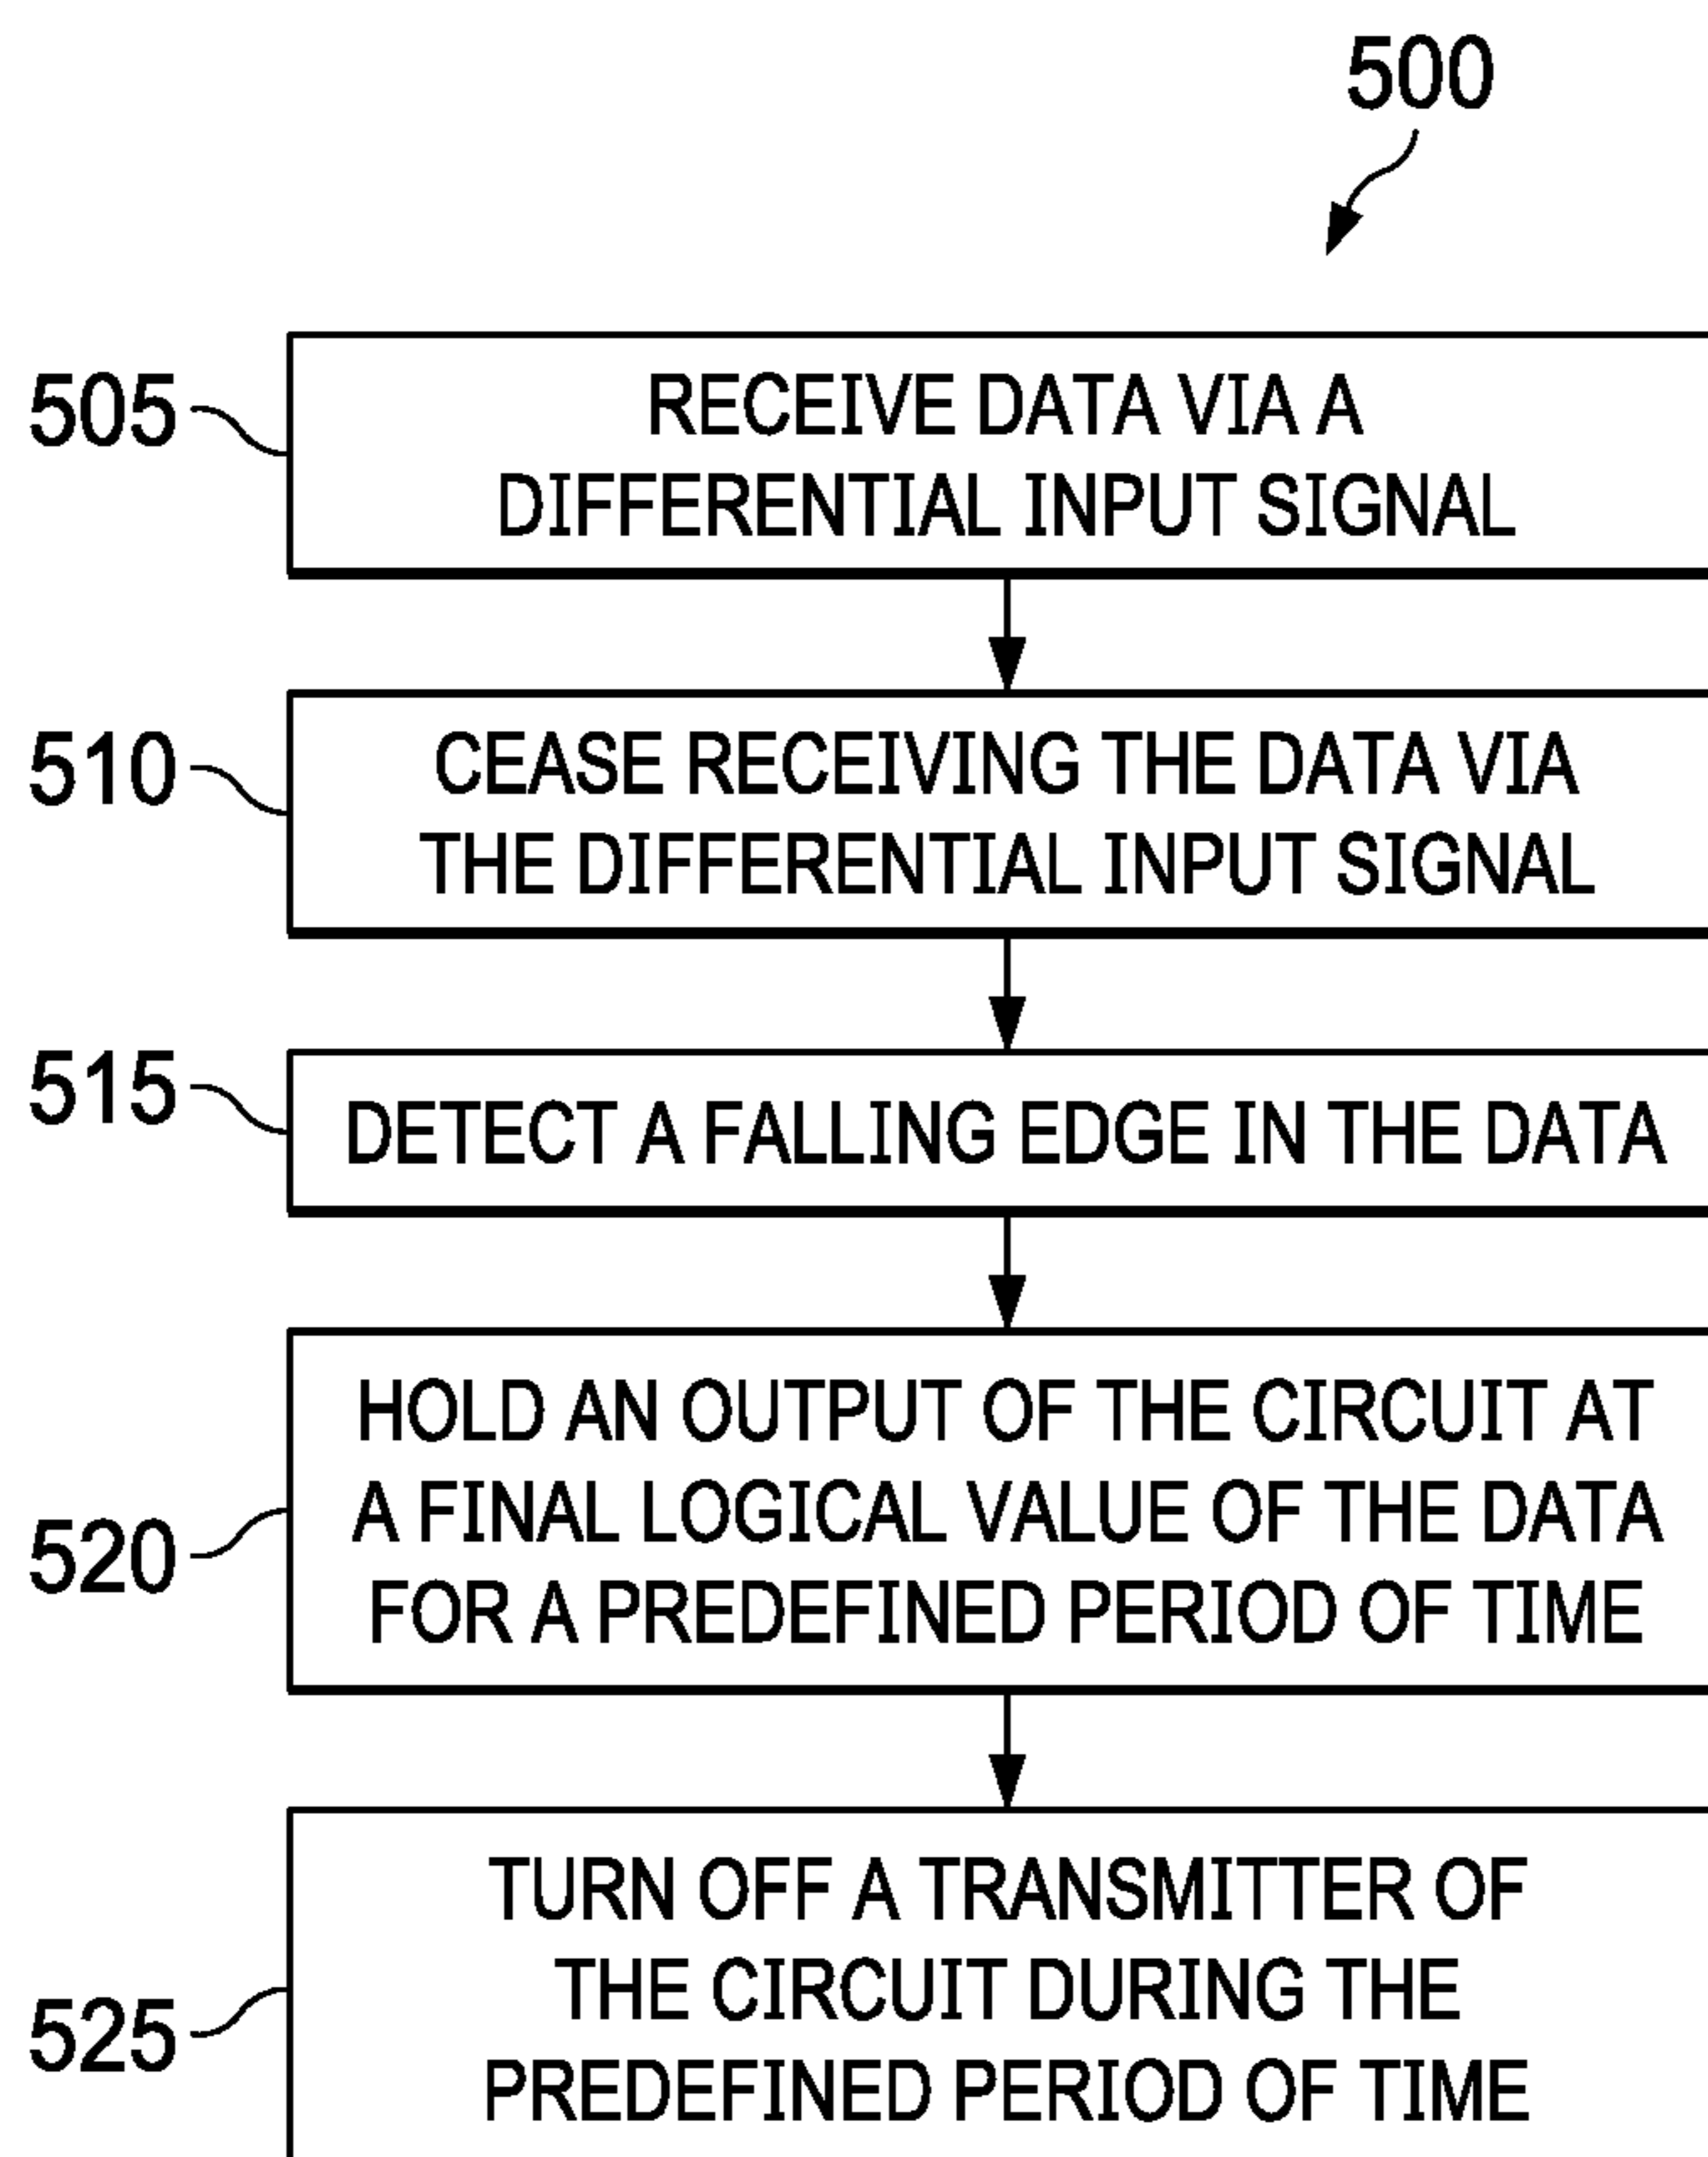 500
505
RECEIVE DATA VIA A
DIFFERENTIAL INPUT SIGNAL
510
CEASE RECEIVING THE DATA VIA
THE DIFFERENTIAL INPUT SIGNAL
515
DETECT A FALLING EDGE IN THE DATA
520
HOLD AN OUTPUT OF THE CIRCUIT AT
A FINAL LOGICAL VALUE OF THE DATA
FOR A PREDEFINED PERIOD OF TIME
525
TURN OFF A TRANSMITTER OF
THE CIRCUIT DURING THE
PREDEFINED PERIOD OF TIME